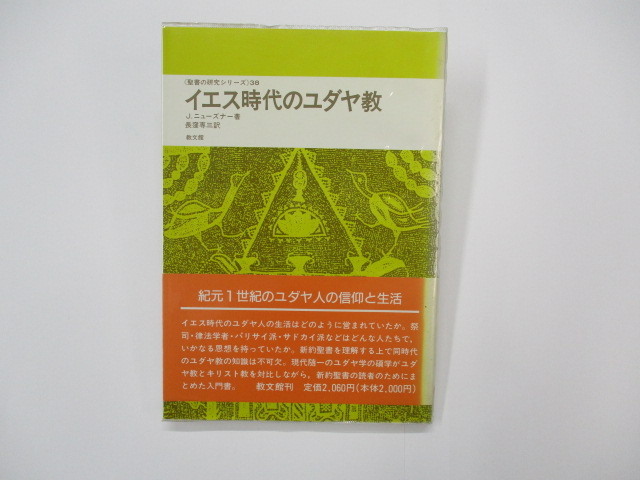 〈聖書の研究シリーズ〉38
イエス時代のユダヤ教
J.ニューズナー著
長窪専三訳
教文館
紀元1世紀のユダヤ人の信仰と生活
イエス時代のユダヤ人の生活はどのように営まれていたか。祭
司・律法学者・パリサイ派・サドカイ派などはどんな人たちで、
いかなる思想を持っていたか。新約聖書を理解する上で同時代
のユダヤ教の知識は不可欠。現代随一のユダヤ学の碩学がユダ
ヤ教とキリスト教を対比しながら、新約聖書の読者のためにま
とめた入門書。 教文館刊 定価2,060円(本体2,000円)